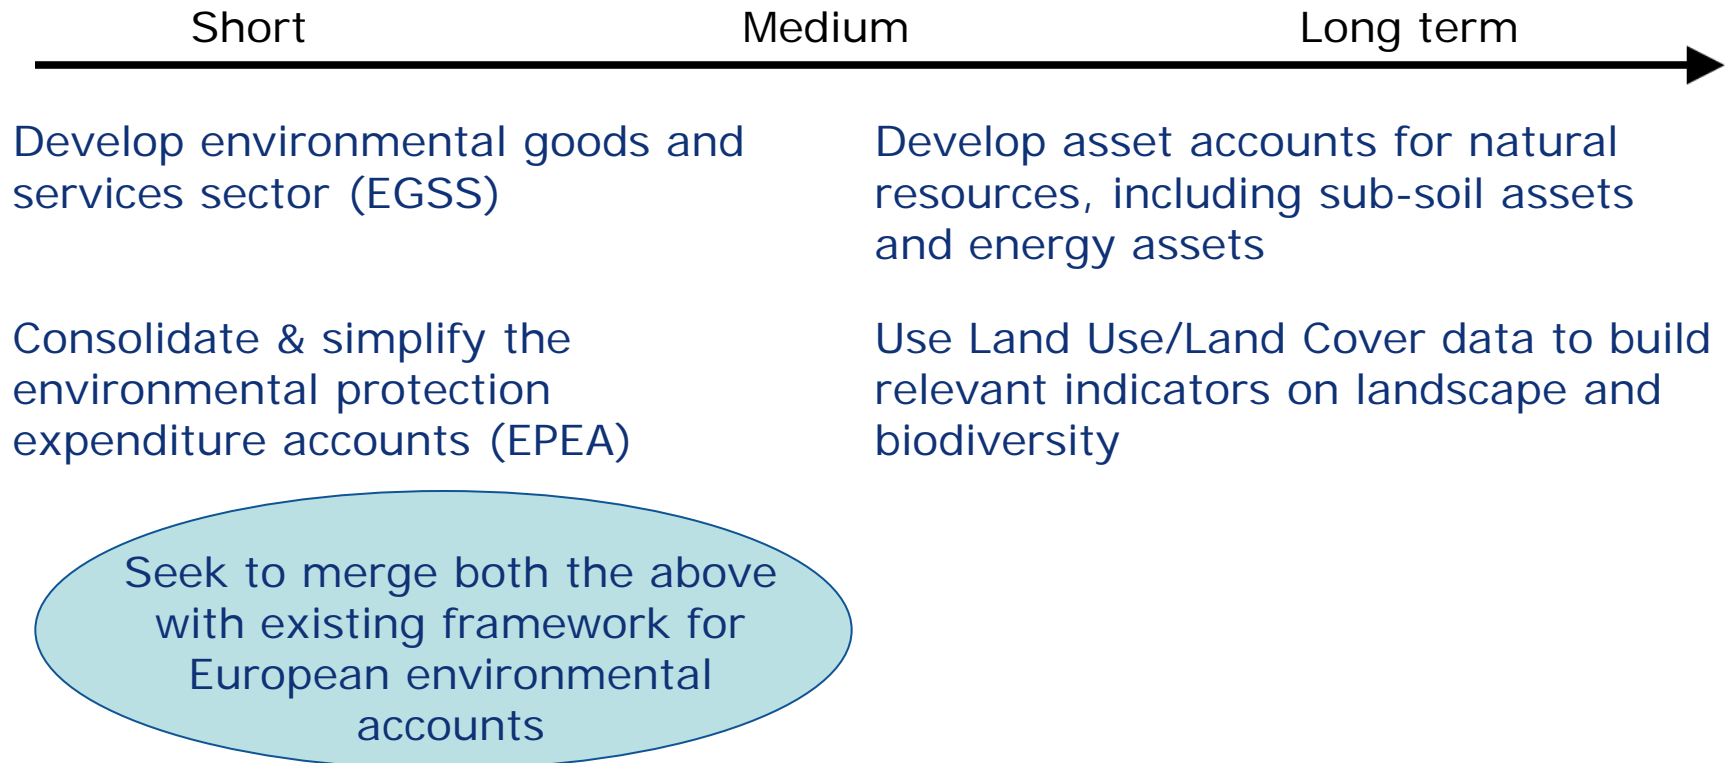 Short Medium Long term
Develop environmental goods and
services sector (EGSS)
Develop asset accounts for natural
resources, including sub-soil assets
and energy assets
Consolidate & simplify the
environmental protection
expenditure accounts (EPEA)
Use Land Use/Land Cover data to build
relevant indicators on landscape and
biodiversity
Seek to merge both the above
with existing framework for
European environmental
accounts